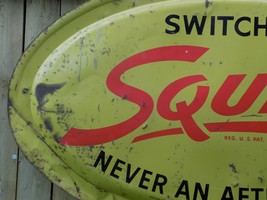 SWITCH
SQU
REG. U.S. PAT.
NEVER AN AFT